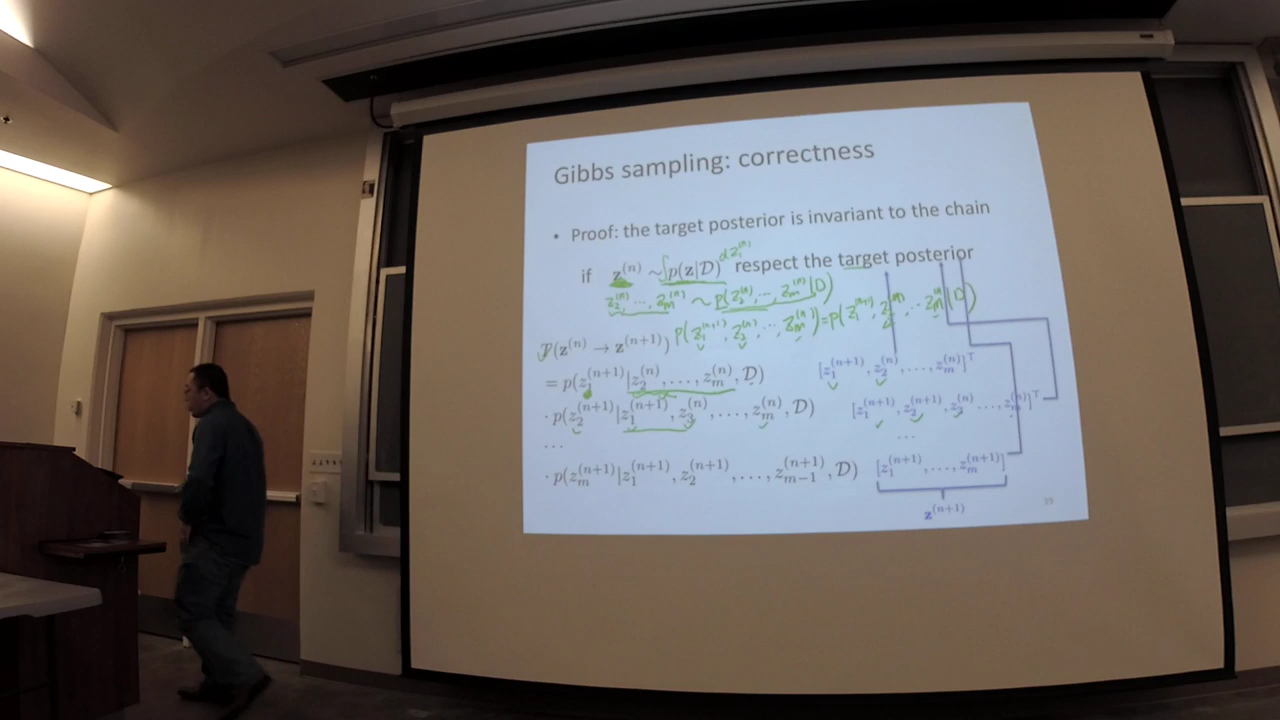 Gibbs sampling: correctness
• Proof: the target posterior is invariant to the chain
if z^(n) ~ ∫ p(z|D) dz_1^(n) respect the target posterior
z_2^(n), ..., z_m^(n) ~ p(z_2^(n), ..., z_m^(n) | D)
p(z_1^(n+1), z_2^(n), ..., z_m^(n)) = p(z_1^(n+1), z_2^(n), ... z_m^(n) | D)
P(z^(n) → z^(n+1))
= p(z_1^(n+1) | z_2^(n), ..., z_m^(n), D) [z_1^(n+1), z_2^(n), ..., z_m^(n)]^⊤
· p(z_2^(n+1) | z_1^(n+1), z_3^(n), ..., z_m^(n), D) [z_1^(n+1), z_2^(n+1), z_3^(n) ..., z_m^(n)]^⊤
... ...
· p(z_m^(n+1) | z_1^(n+1), z_2^(n+1), ..., z_{m-1}^(n+1), D) [z_1^(n+1), ..., z_m^(n+1)]
z^(n+1)